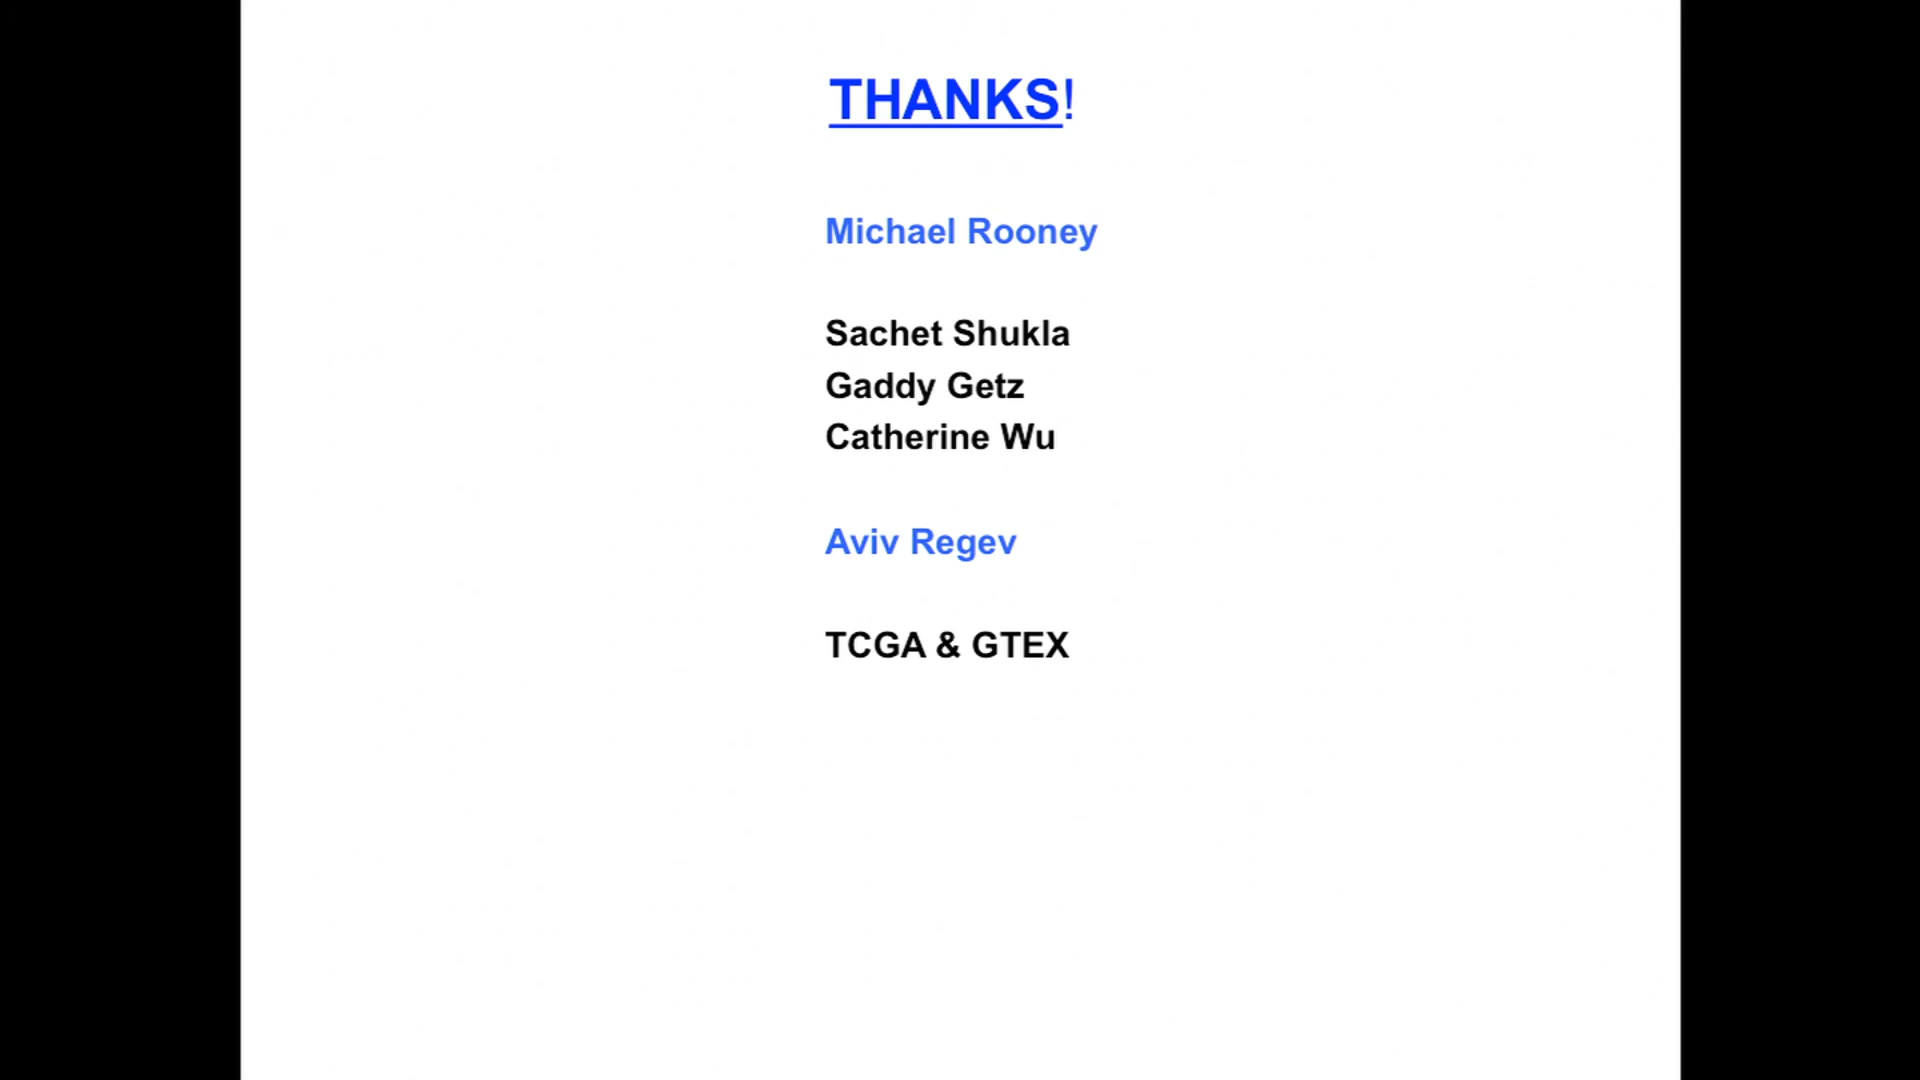 THANKS!
Michael Rooney
Sachet Shukla
Gaddy Getz
Catherine Wu
Aviv Regev
TCGA & GTEX